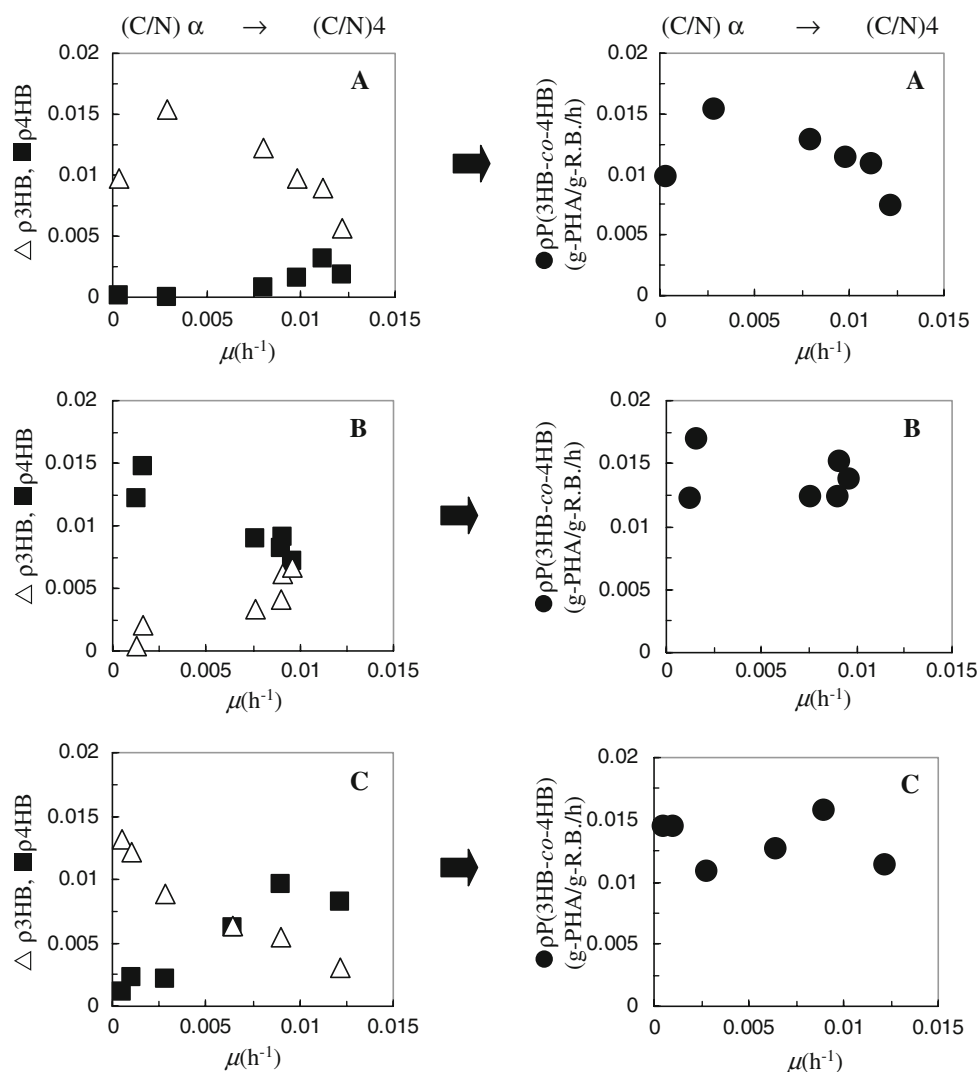 (C/N) α → (C/N)4
(C/N) α → (C/N)4
△ ρ3HB, ■ρ4HB
0.02
0.015
0.01
0.005
0
A
0 0.005 0.01 0.015
μ(h-1)
●ρP(3HB-co-4HB)
(g-PHA/g-R.B./h)
0.02
0.015
0.01
0.005
0
A
0 0.005 0.01 0.015
μ(h-1)
△ ρ3HB, ■ρ4HB
0.02
0.015
0.01
0.005
0
B
0 0.005 0.01 0.015
μ(h-1)
●ρP(3HB-co-4HB)
(g-PHA/g-R.B./h)
0.02
0.015
0.01
0.005
0
B
0 0.005 0.01 0.015
μ(h-1)
△ ρ3HB, ■ρ4HB
0.02
0.015
0.01
0.005
0
C
0 0.005 0.01 0.015
μ(h-1)
●ρP(3HB-co-4HB)
(g-PHA/g-R.B./h)
0.02
0.015
0.01
0.005
0
C
0 0.005 0.01 0.015
μ(h-1)